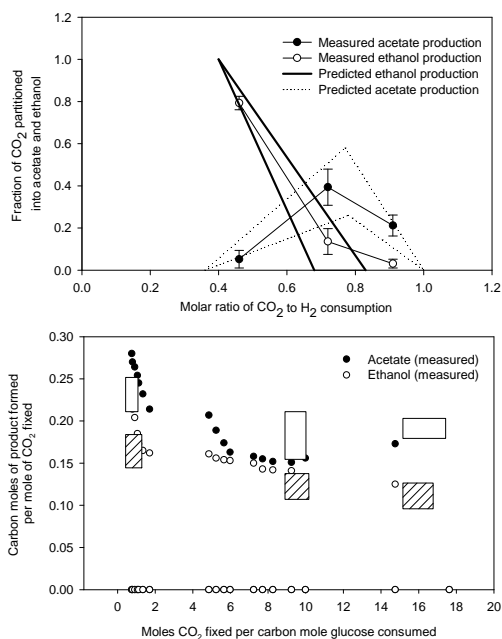 1.0
0.8
0.6
0.4
0.2
0.0
Fraction of CO2 partitioned
into acetate and ethanol
Measured acetate production
Measured ethanol production
Predicted ethanol production
Predicted acetate production
0.0 0.2 0.4 0.6 0.8 1.0 1.2
Molar ratio of CO2 to H2 consumption
0.30
0.25
0.20
0.15
0.10
0.05
0.00
Carbon moles of product formed
per mole of CO2 fixed
Acetate (measured)
Ethanol (measured)
0 2 4 6 8 10 12 14 16 18 20
Moles CO2 fixed per carbon mole glucose consumed